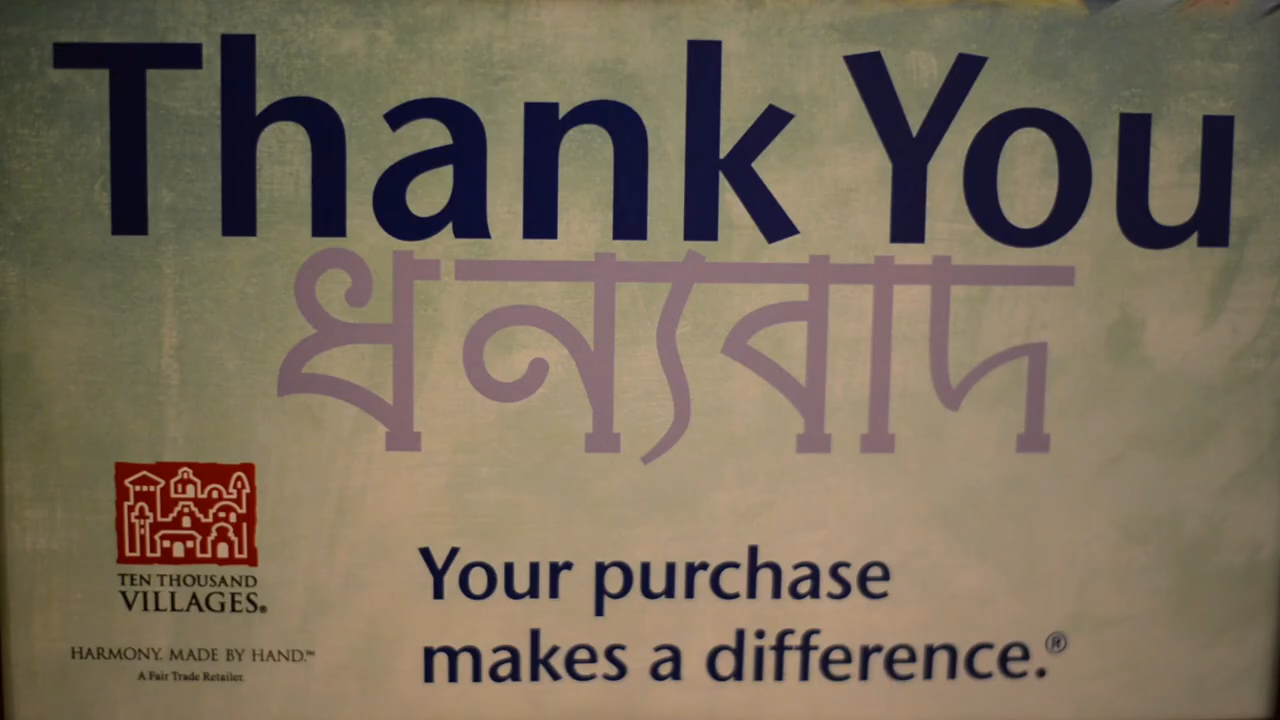 Thank You
ধন্যবাদ
TEN THOUSAND
VILLAGES®
HARMONY. MADE BY HAND.™
A Fair Trade Retailer.
Your purchase
makes a difference.®